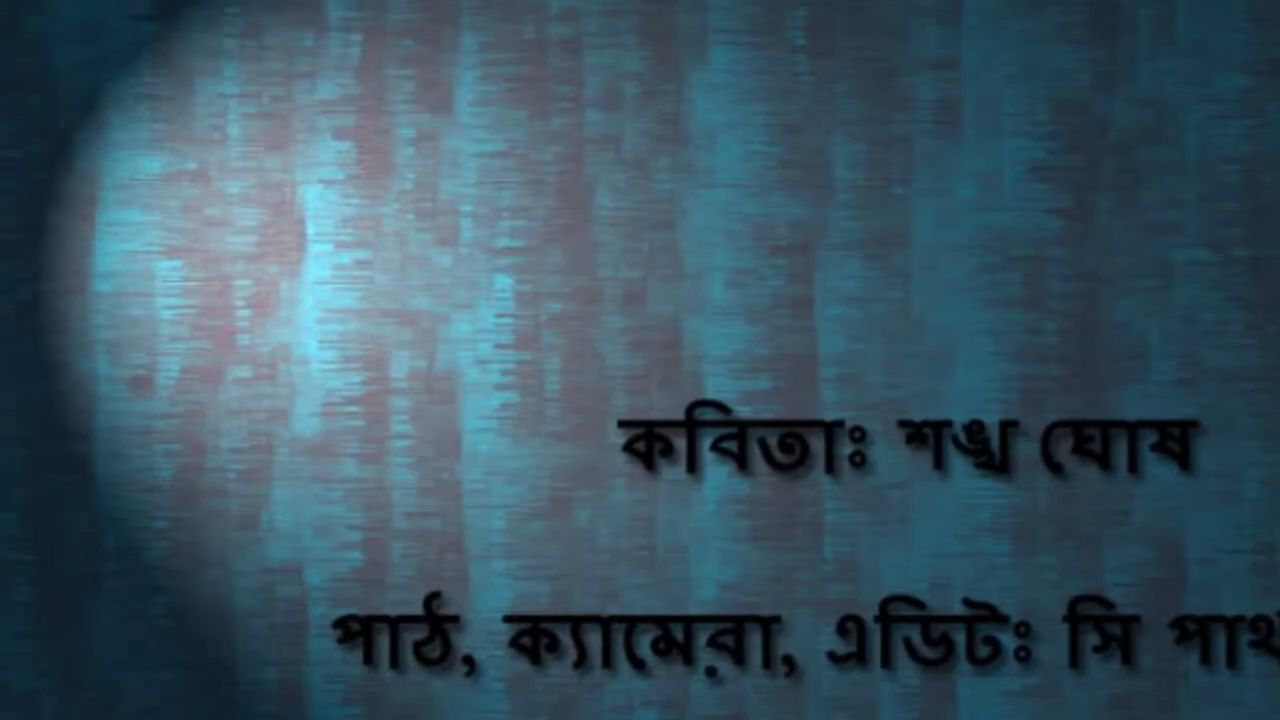 কবিতাঃ শঙ্খ ঘোষ
পাঠ, ক্যামেরা, এডিটঃ সি